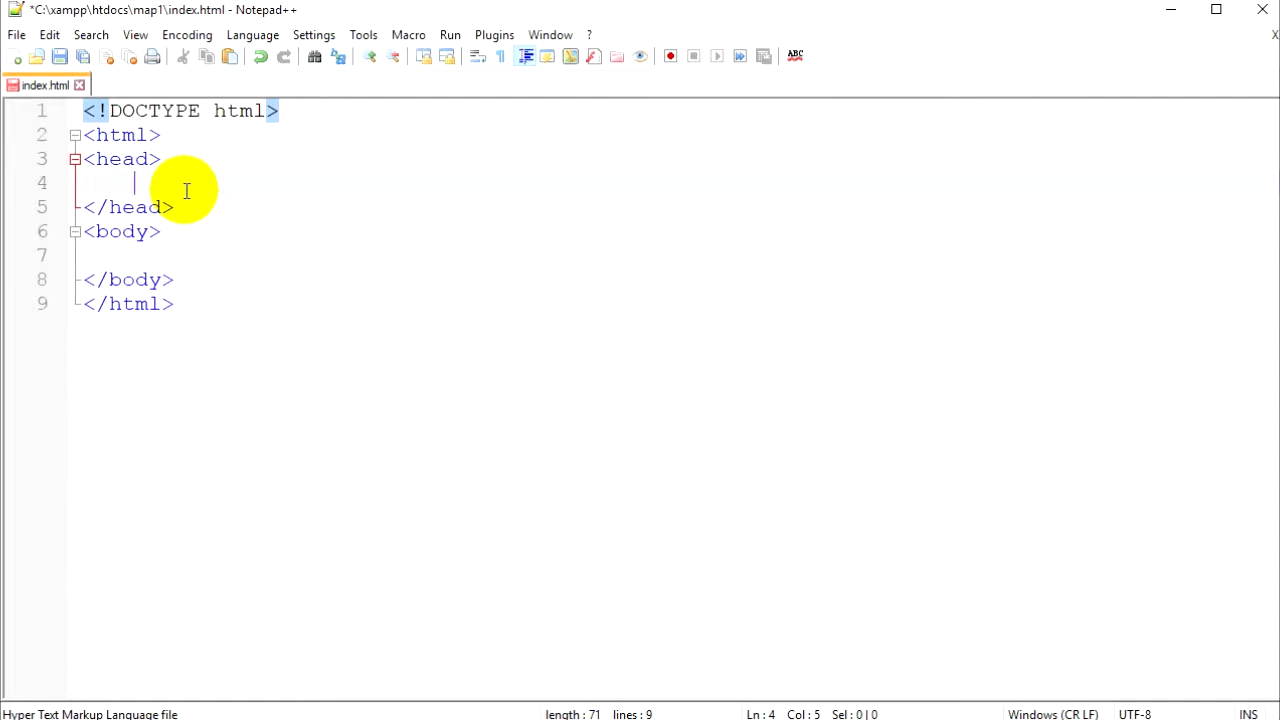 *C:\xampp\htdocs\map1\index.html - Notepad++
File Edit Search View Encoding Language Settings Tools Macro Run Plugins Window ? X
ABC
index.html
1 <!DOCTYPE html>
2 <html>
3 <head>
4
5 </head>
6 <body>
7
8 </body>
9 </html>
Hyper Text Markup Language file length : 71 lines : 9 Ln : 4 Col : 5 Sel : 0 | 0 Windows (CR LF) UTF-8 INS